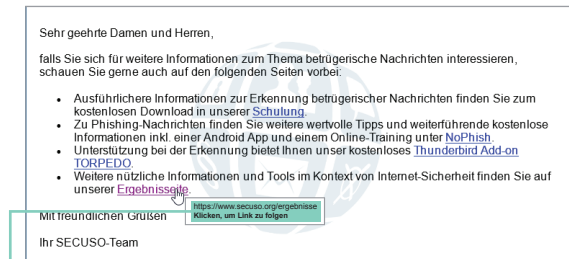 Sehr geehrte Damen und Herren,
falls Sie sich für weitere Informationen zum Thema betrügerische Nachrichten interessieren,
schauen Sie gerne auch auf den folgenden Seiten vorbei:
• Ausführlichere Informationen zur Erkennung betrügerischer Nachrichten finden Sie zum
kostenlosen Download in unserer Schulung.
• Zu Phishing-Nachrichten finden Sie weitere wertvolle Tipps und weiterführende kostenlose
Informationen inkl. einer Android App und einem Online-Training unter NoPhish.
• Unterstützung bei der Erkennung bietet Ihnen unser kostenloses Thunderbird Add-on
TORPEDO.
• Weitere nützliche Informationen und Tools im Kontext von Internet-Sicherheit finden Sie auf
unserer Ergebnisseite.
https://www.secuso.org/ergebnisse
Klicken, um Link zu folgen
Mit freundlichen Grüßen
Ihr SECUSO-Team